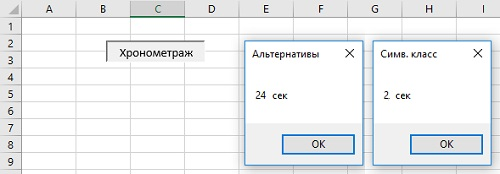 A B C D E F G H I
1
2
3
4
5
6
7
8
9
Хронометраж
Альтернативы
24 сек
OK
Симв. класс
2 сек
OK